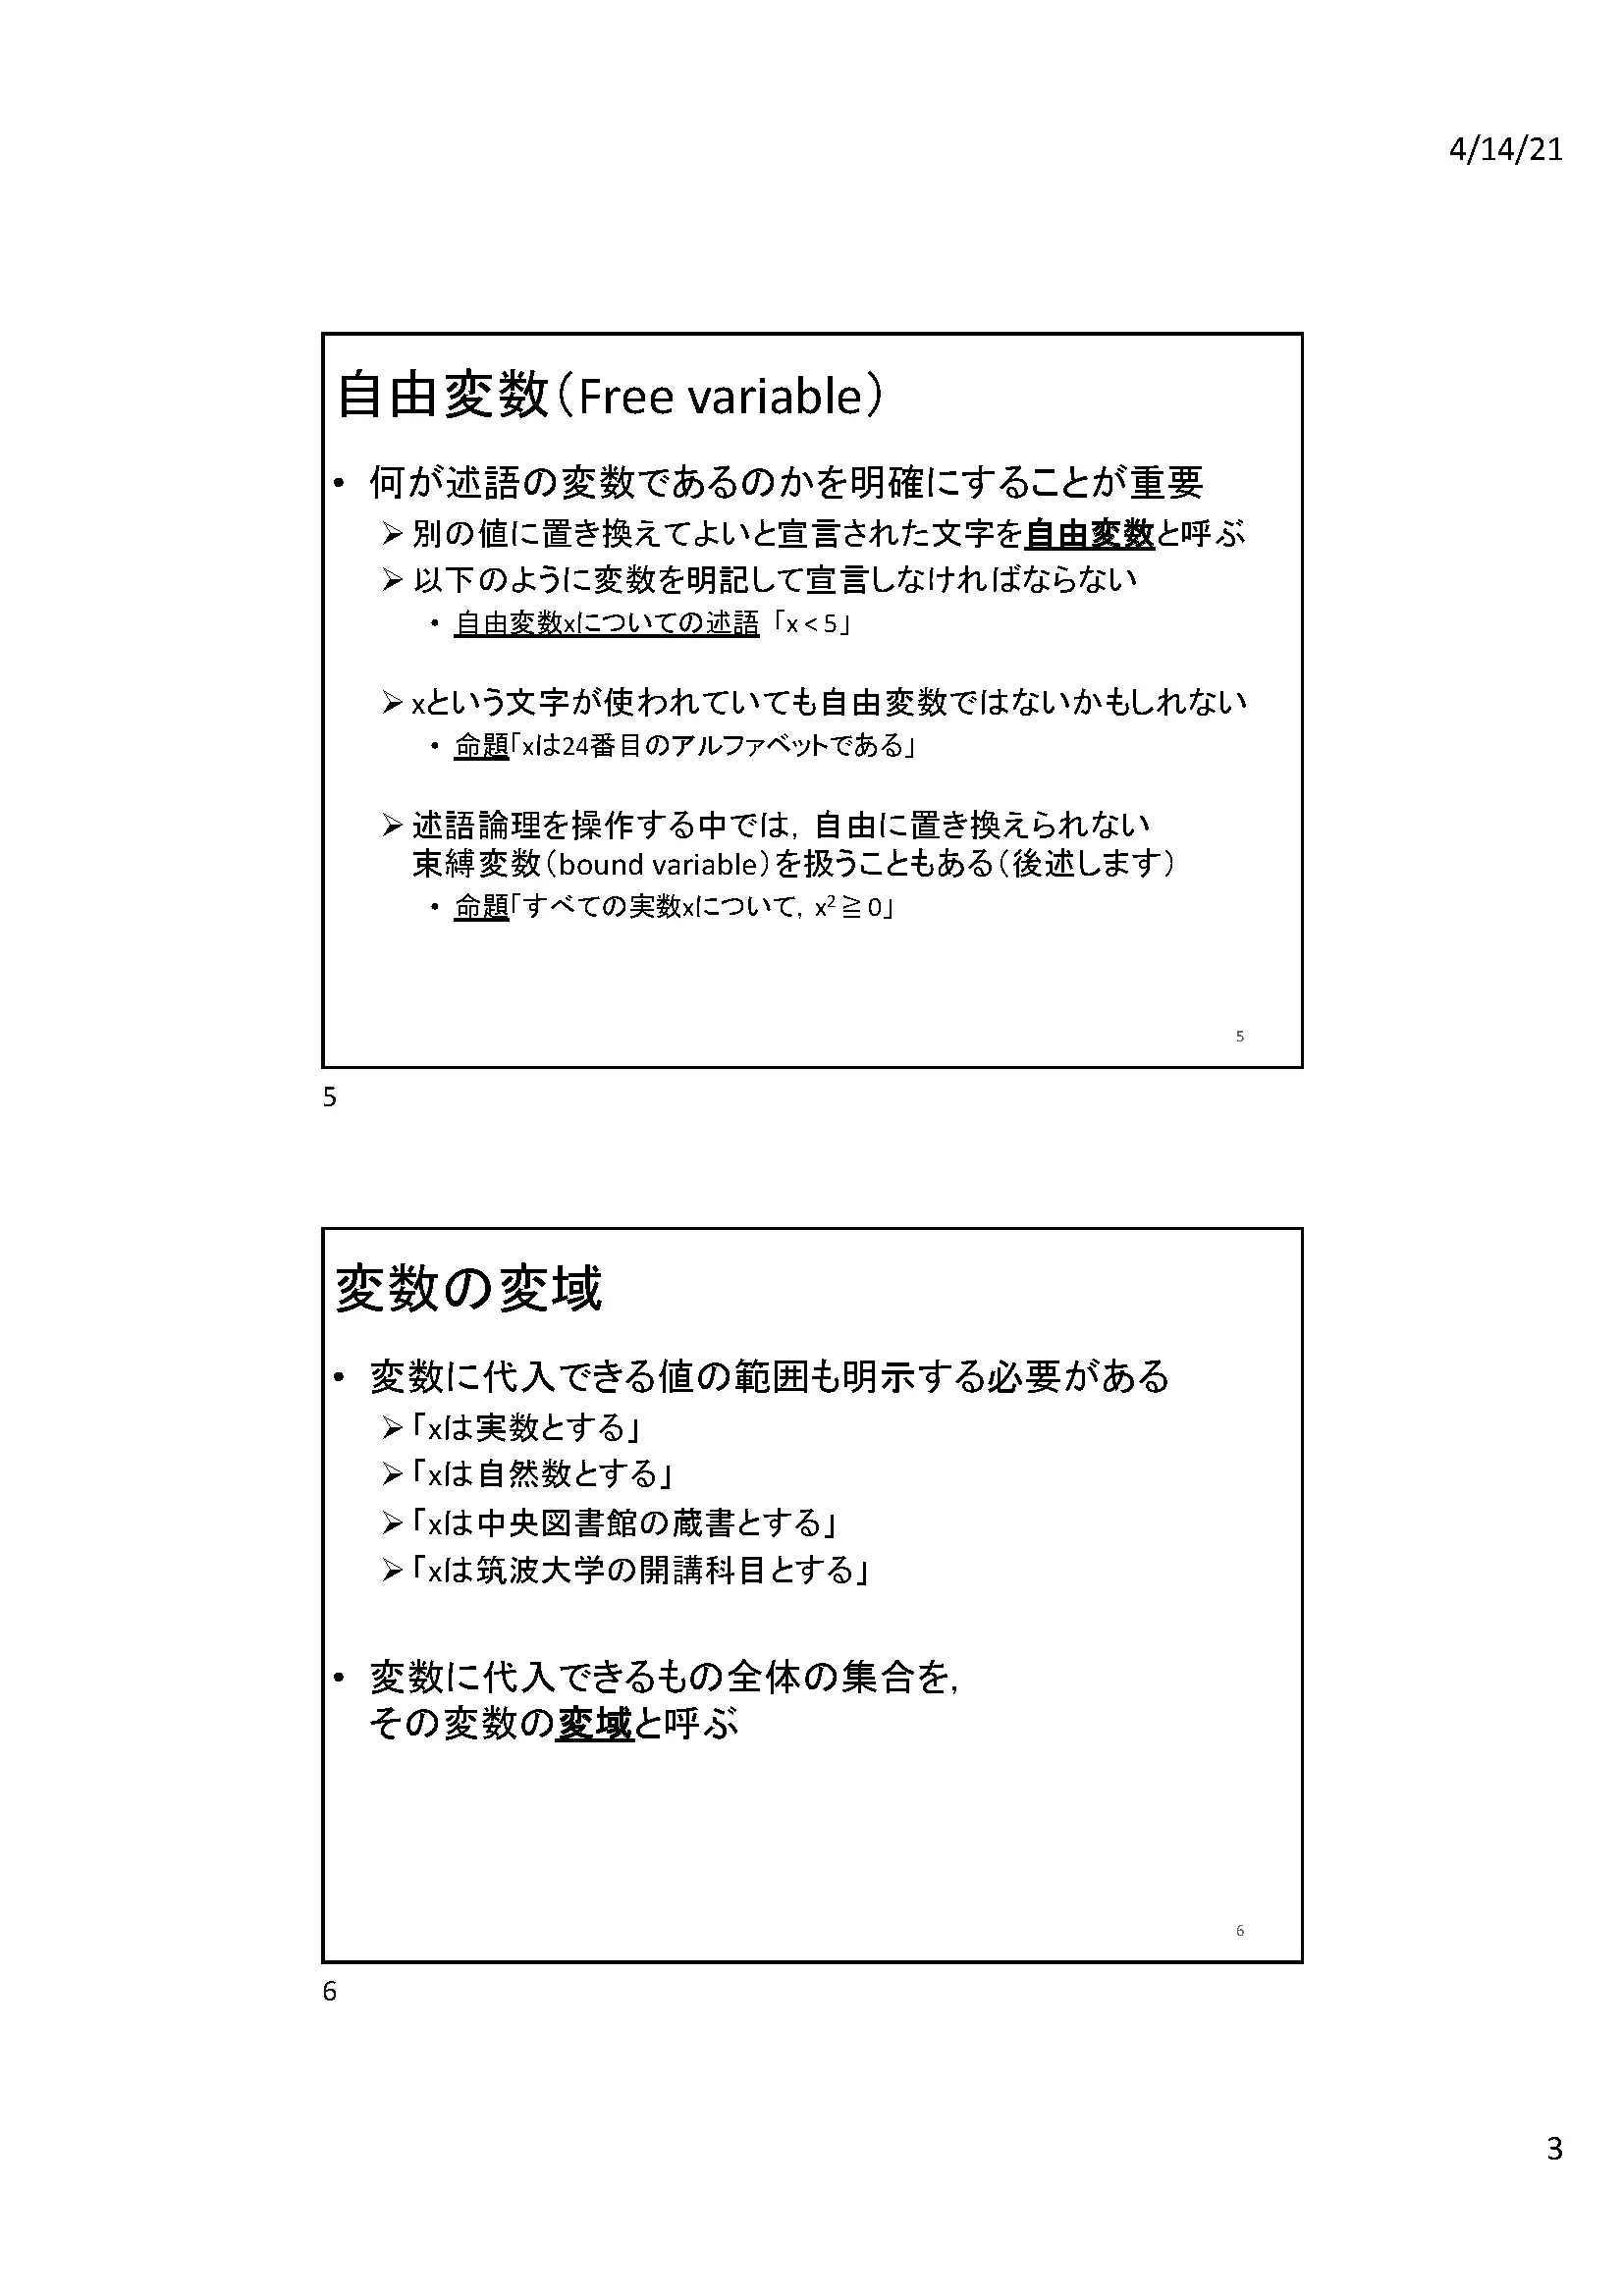 4/14/21
自由変数（Free variable）
• 何が述語の変数であるのかを明確にすることが重要
➢ 別の値に置き換えてよいと宣言された文字を自由変数と呼ぶ
➢ 以下のように変数を明記して宣言しなければならない
• 自由変数xについての述語「x < 5」
➢ xという文字が使われていても自由変数ではないかもしれない
• 命題「xは24番目のアルファベットである」
➢ 述語論理を操作する中では，自由に置き換えられない
束縛変数（bound variable）を扱うこともある（後述します）
• 命題「すべての実数xについて，x² ≧ 0」
5
5
変数の変域
• 変数に代入できる値の範囲も明示する必要がある
➢「xは実数とする」
➢「xは自然数とする」
➢「xは中央図書館の蔵書とする」
➢「xは筑波大学の開講科目とする」
• 変数に代入できるもの全体の集合を，
その変数の変域と呼ぶ
6
6
3